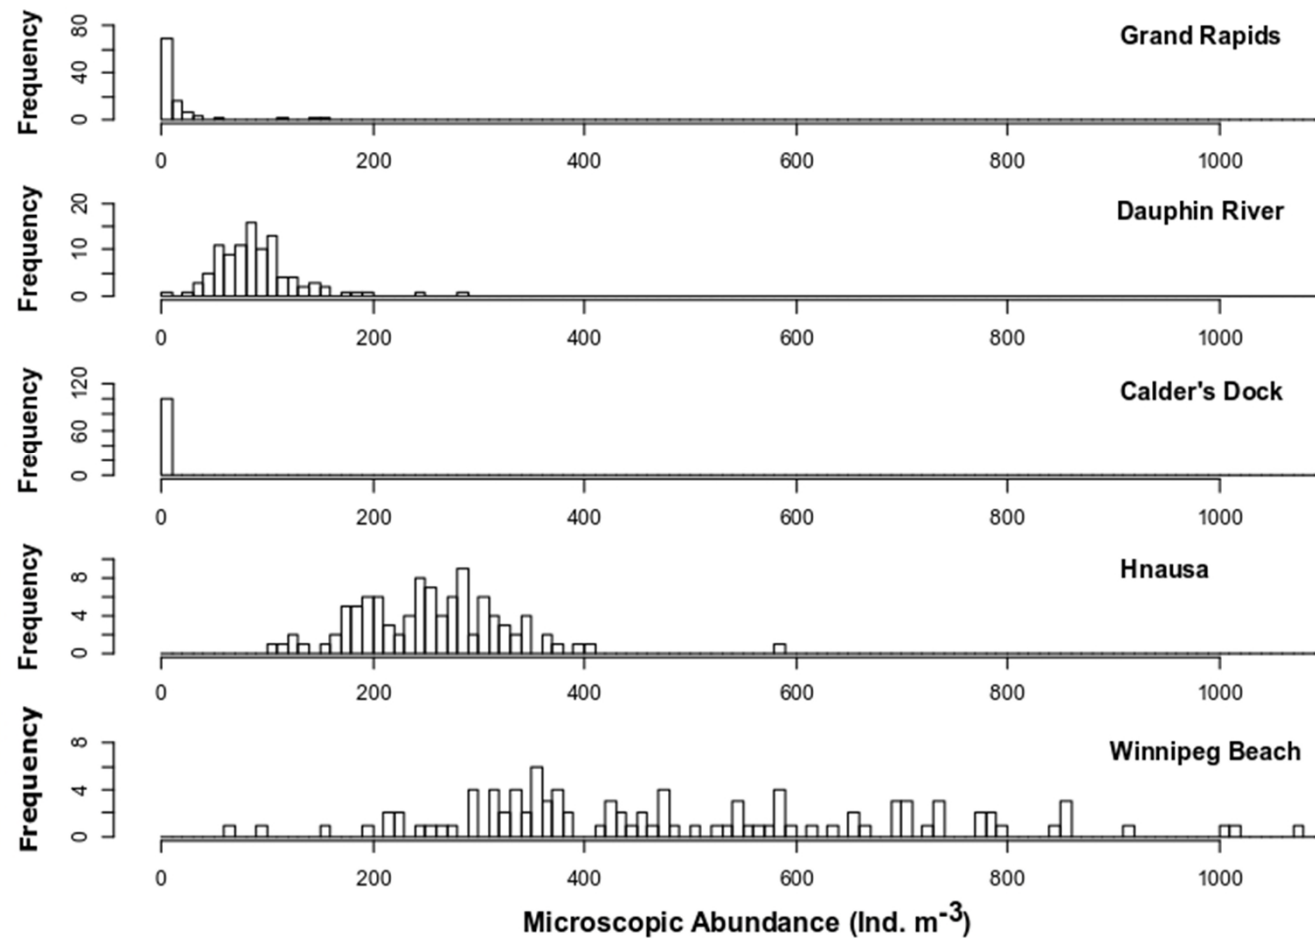 Frequency
80
40
0
Grand Rapids
0 200 400 600 800 1000
Frequency
20
10
0
Dauphin River
0 200 400 600 800 1000
Frequency
120
60
0
Calder's Dock
0 200 400 600 800 1000
Frequency
8
4
0
Hnausa
0 200 400 600 800 1000
Frequency
8
4
0
Winnipeg Beach
0 200 400 600 800 1000
Microscopic Abundance (Ind. m⁻³)